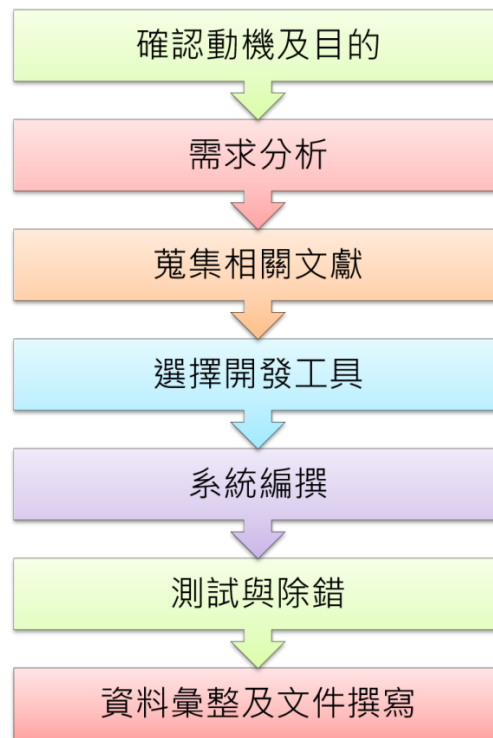 確認動機及目的
需求分析
蒐集相關文獻
選擇開發工具
系統編撰
測試與除錯
資料彙整及文件撰寫